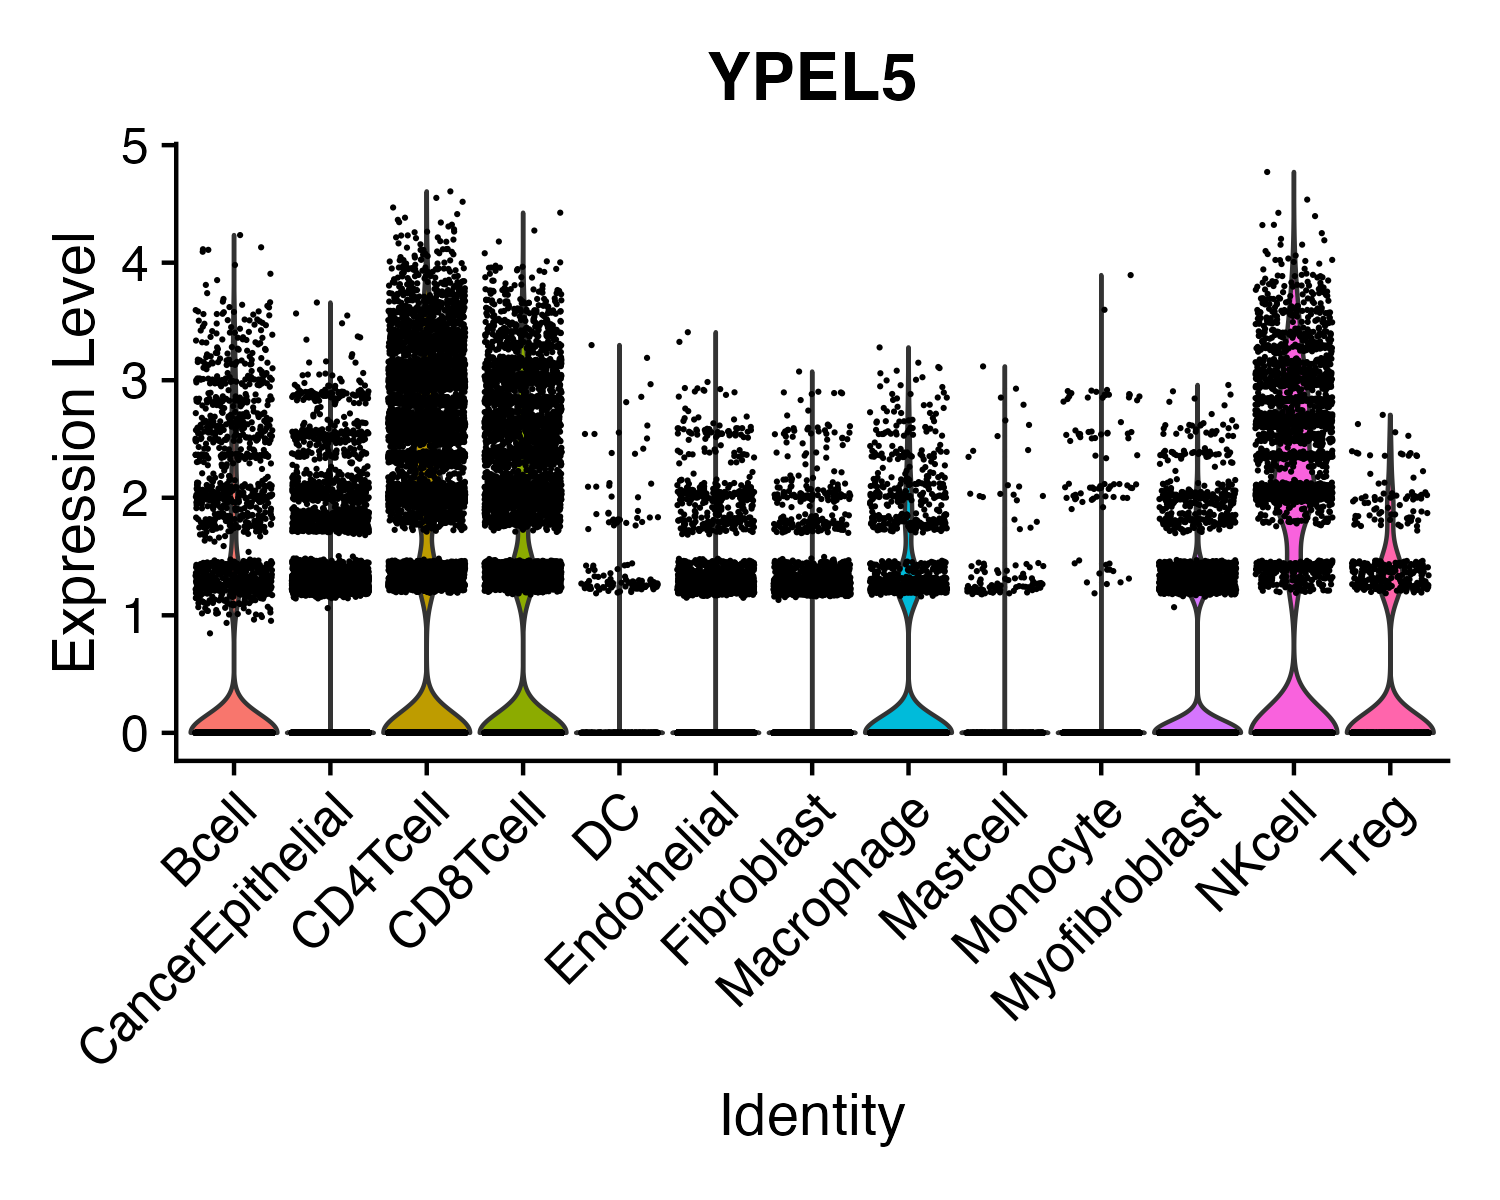 YPEL5
Expression Level
5
4
3
2
1
0
Bcell
CancerEpithelial
CD4Tcell
CD8Tcell
DC
Endothelial
Fibroblast
Macrophage
Mastcell
Monocyte
Myofibroblast
NKcell
Treg
Identity